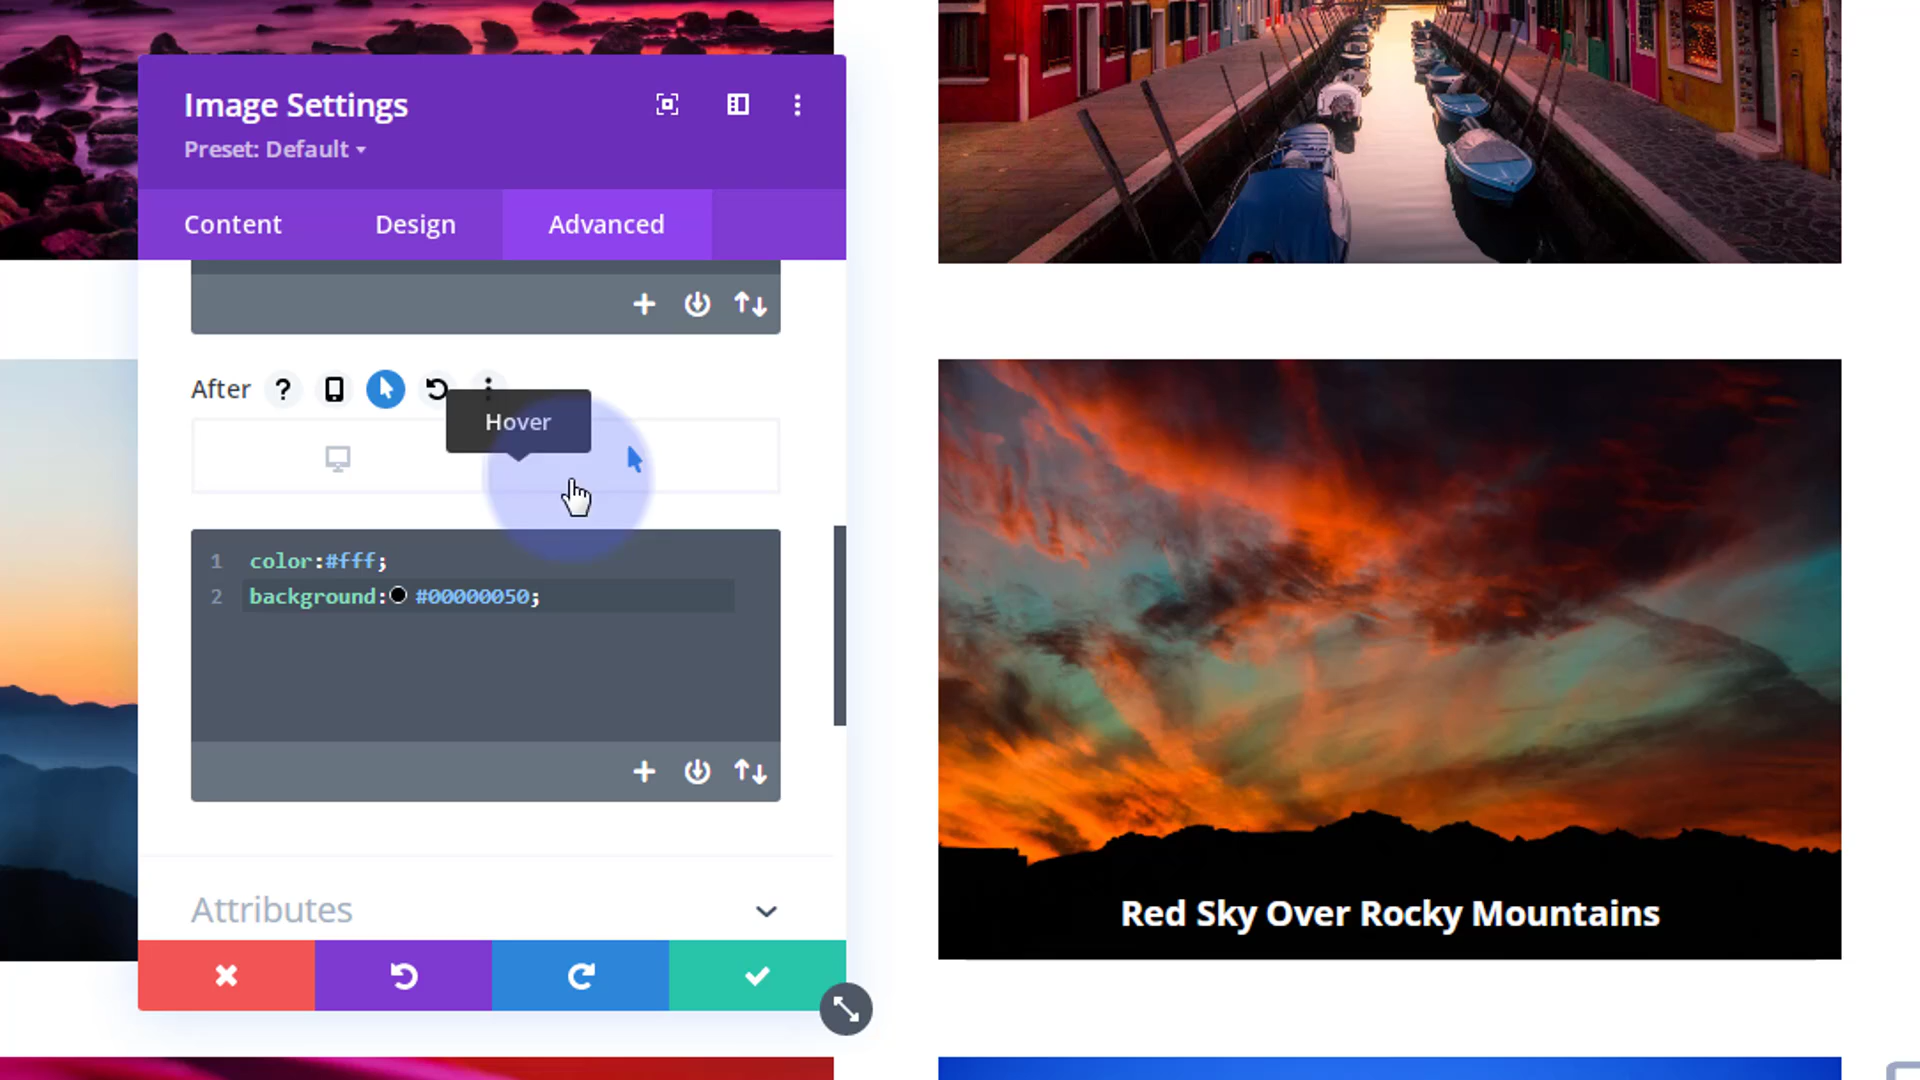 Image Settings
Preset: Default
Content Design Advanced
After ?
Hover
1 color:#fff;
2 background: #00000050;
Attributes
Red Sky Over Rocky Mountains